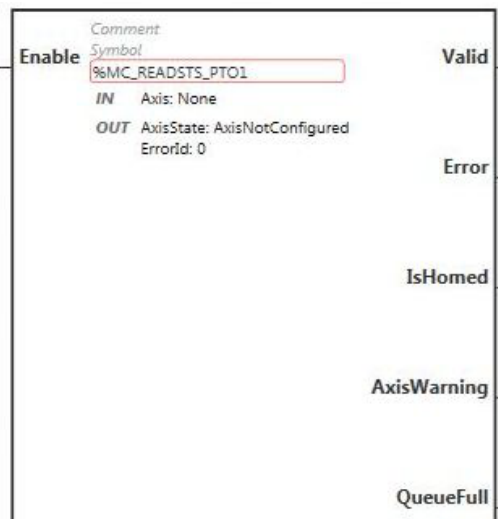 Comment
Enable Symbol Valid
%MC_READSTS_PTO1
IN Axis: None
OUT AxisState: AxisNotConfigured
ErrorId: 0
Error
IsHomed
AxisWarning
QueueFull